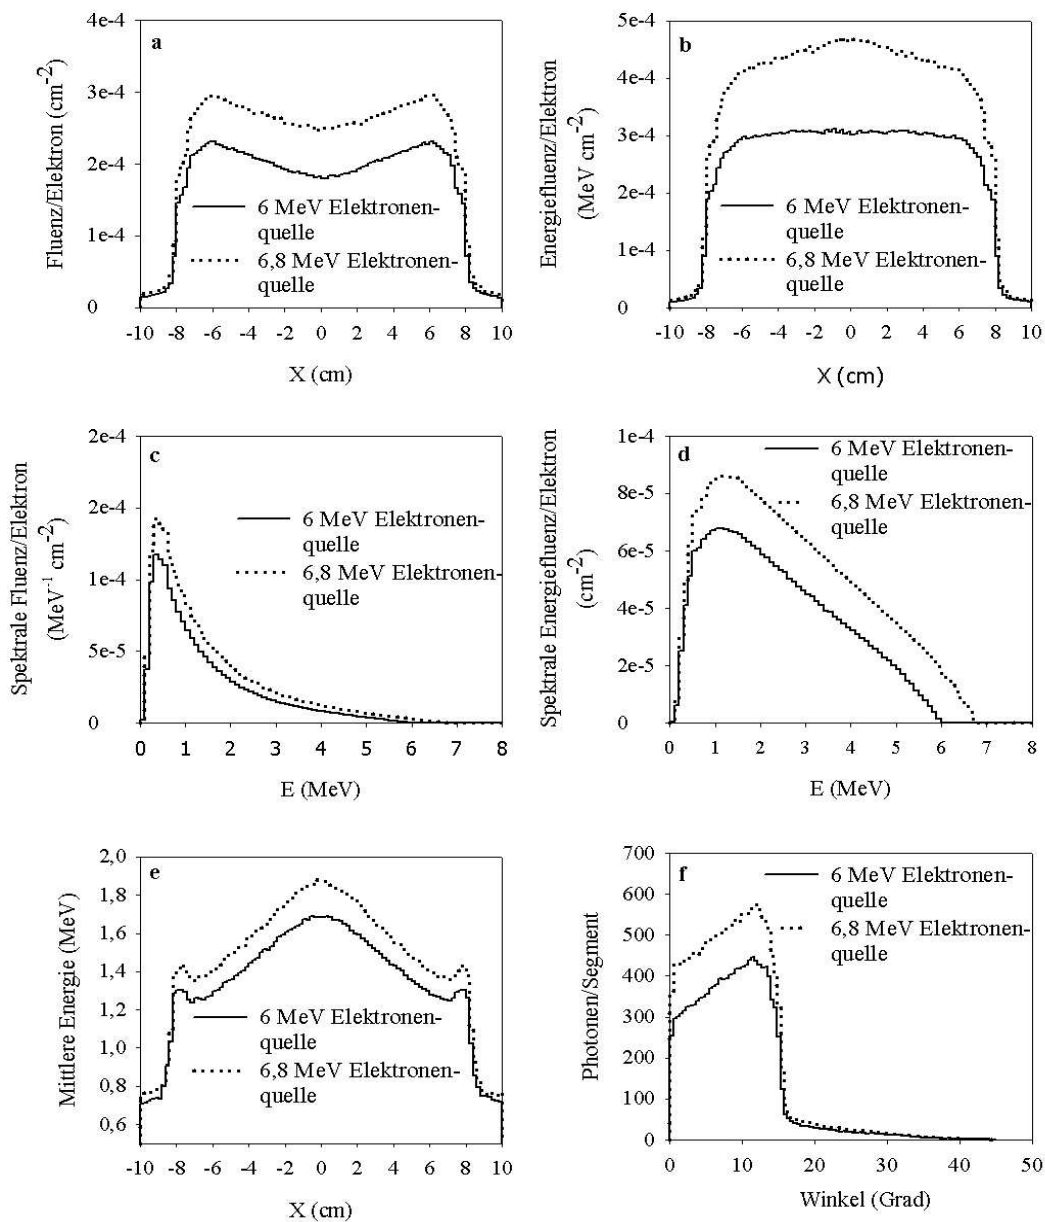 4e-4
3e-4
2e-4
1e-4
0
Fluenz/Elektron (cm-2)
a
6 MeV Elektronen-
quelle
6,8 MeV Elektronen-
quelle
-10 -8 -6 -4 -2 0 2 4 6 8 10
X (cm)
5e-4
4e-4
3e-4
2e-4
1e-4
0
Energiefluenz/Elektron
(MeV cm-2)
b
6 MeV Elektronen-
quelle
6,8 MeV Elektronen-
quelle
-10 -8 -6 -4 -2 0 2 4 6 8 10
X (cm)
2e-4
2e-4
1e-4
5e-5
0
Spektrale Fluenz/Elektron
(MeV-1 cm-2)
c
6 MeV Elektronen-
quelle
6,8 MeV Elektronen-
quelle
0 1 2 3 4 5 6 7 8
E (MeV)
1e-4
8e-5
6e-5
4e-5
2e-5
0
Spektrale Energiefluenz/Elektron
(cm-2)
d
6 MeV Elektronen-
quelle
6,8 MeV Elektronen-
quelle
0 1 2 3 4 5 6 7 8
E (MeV)
2,0
1,8
1,6
1,4
1,2
1,0
0,8
0,6
Mittlere Energie (MeV)
e
6 MeV Elektronen-
quelle
6,8 MeV Elektronen-
quelle
-10 -8 -6 -4 -2 0 2 4 6 8 10
X (cm)
700
600
500
400
300
200
100
0
Photonen/Segment
f
6 MeV Elektronen-
quelle
6,8 MeV Elektronen-
quelle
0 10 20 30 40 50
Winkel (Grad)